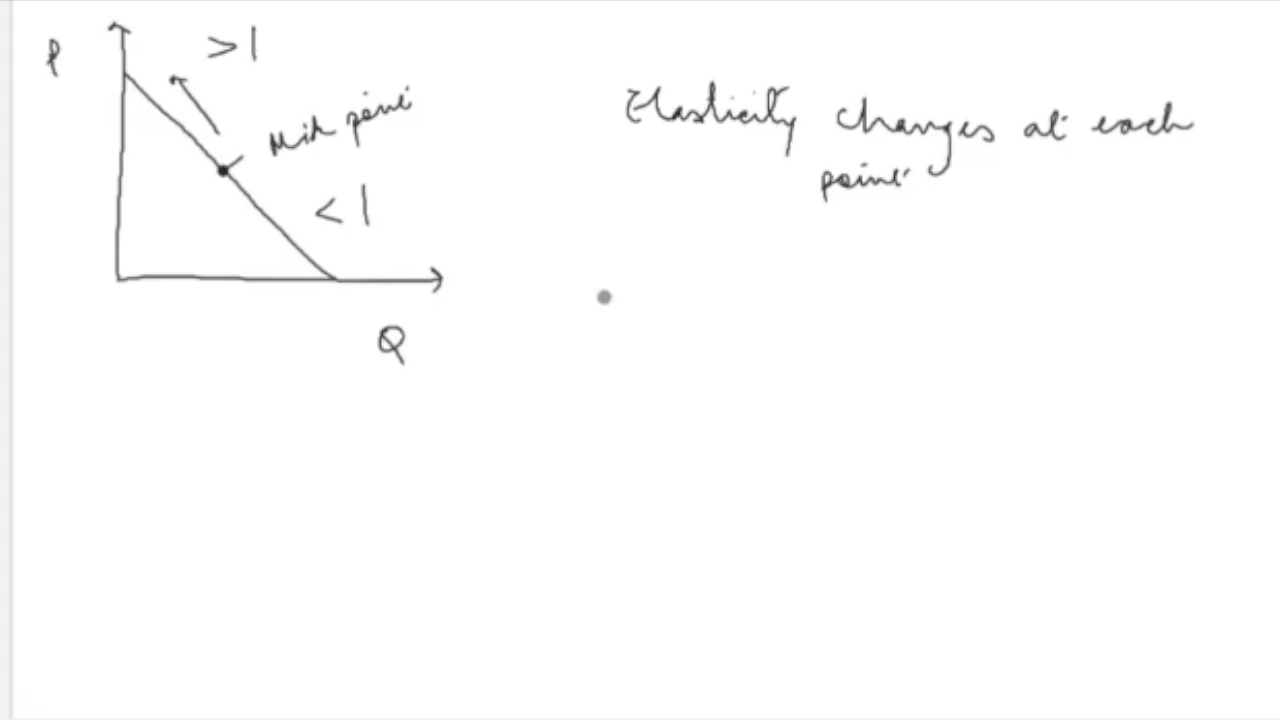 P
>1
Mid point
<1
Q
Elasticity changes at each
point